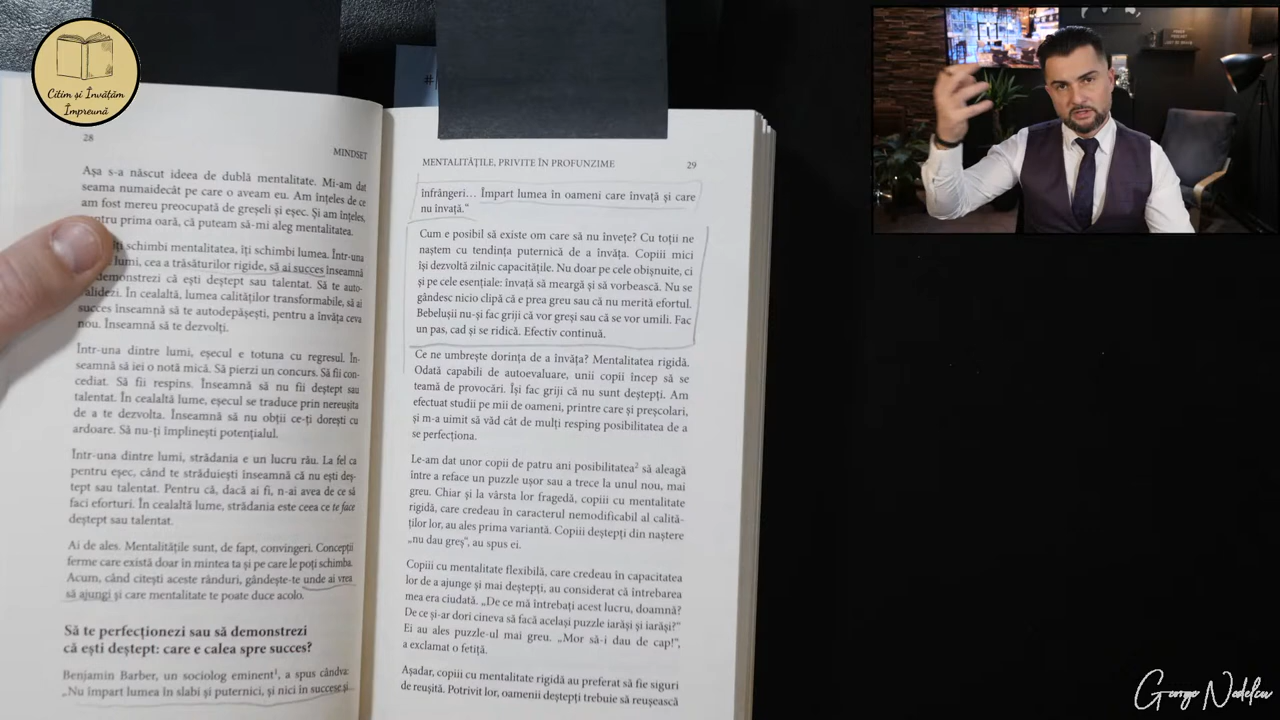 Citim și Învățăm
Împreună
28
MINDSET
Așa s-a născut ideea de dublă mentalitate. Mi-am dat
seama numaidecât pe care o aveam eu. Am înțeles de ce
am fost mereu preocupată de greșeli și eșec. Și am înțeles,
pentru prima oară, că puteam să-mi aleg mentalitatea.
îți schimbi mentalitatea, îți schimbi lumea. Într-una
lumi, cea a trăsăturilor rigide, să ai succes înseamnă
demonstrezi că ești deștept sau talentat. Să te auto-
validezi. În cealaltă, lumea calităților transformabile, să ai
succes înseamnă să te autodepășești, pentru a învăța ceva
nou. Înseamnă să te dezvolți.
Într-una dintre lumi, eșecul e totuna cu regresul. În-
seamnă să iei o notă mică. Să pierzi un concurs. Să fii con-
cediat. Să fii respins. Înseamnă să nu fii deștept sau
talentat. În cealaltă lume, eșecul se traduce prin nereușita
de a te dezvolta. Înseamnă să nu obții ce-ți dorești cu
ardoare. Să nu-ți împlinești potențialul.
Într-una dintre lumi, strădania e un lucru rău. La fel ca
pentru eșec, când te străduiești înseamnă că nu ești deș-
tept sau talentat. Pentru că, dacă ai fi, n-ai avea de ce să
faci eforturi. În cealaltă lume, strădania este ceea ce te face
deștept sau talentat.
Ai de ales. Mentalitățile sunt, de fapt, convingeri. Concepții
ferme care există doar în mintea ta și pe care le poți schimba.
Acum, când citești aceste rânduri, gândește-te unde ai vrea
să ajungi și care mentalitate te poate duce acolo.
Să te perfecționezi sau să demonstrezi
că ești deștept: care e calea spre succes?
Benjamin Barber, un sociolog eminent¹, a spus cândva:
„Nu împart lumea în slabi și puternici, și nici în succese și
MENTALITĂȚILE, PRIVITE ÎN PROFUNZIME
29
înfrângeri… Împart lumea în oameni care învață și care
nu învață.“
Cum e posibil să existe om care să nu învețe? Cu toții ne
naștem cu tendința puternică de a învăța. Copiii mici
își dezvoltă zilnic capacitățile. Nu doar pe cele obișnuite, ci
și pe cele esențiale: învață să meargă și să vorbească. Nu se
gândesc nicio clipă că e prea greu sau că nu merită efortul.
Bebelușii nu-și fac griji că vor greși sau că se vor umili. Fac
un pas, cad și se ridică. Efectiv continuă.
Ce ne umbrește dorința de a învăța? Mentalitatea rigidă.
Odată capabili de autoevaluare, unii copii încep să se
teamă de provocări. Își fac griji că nu sunt deștepți. Am
efectuat studii pe mii de oameni, printre care și preșcolari,
și m-a uimit să văd cât de mulți resping posibilitatea de a
se perfecționa.
Le-am dat unor copii de patru ani posibilitatea² să aleagă
între a reface un puzzle ușor sau a trece la unul nou, mai
greu. Chiar și la vârsta lor fragedă, copiii cu mentalitate
rigidă, care credeau în caracterul nemodificabil al calită-
ților lor, au ales prima variantă. Copiii deștepți din naștere
„nu dau greș“, au spus ei.
Copiii cu mentalitate flexibilă, care credeau în capacitatea
lor de a ajunge și mai deștepți, au considerat că întrebarea
mea era ciudată. „De ce mă întrebați acest lucru, doamnă?
De ce și-ar dori cineva să facă același puzzle iarăși și iarăși?“
Ei au ales puzzle-ul mai greu. „Mor să-i dau de cap!“,
a exclamat o fetiță.
Așadar, copiii cu mentalitate rigidă au preferat să fie siguri
de reușită. Potrivit lor, oamenii deștepți trebuie să reușească
George Nedelcu